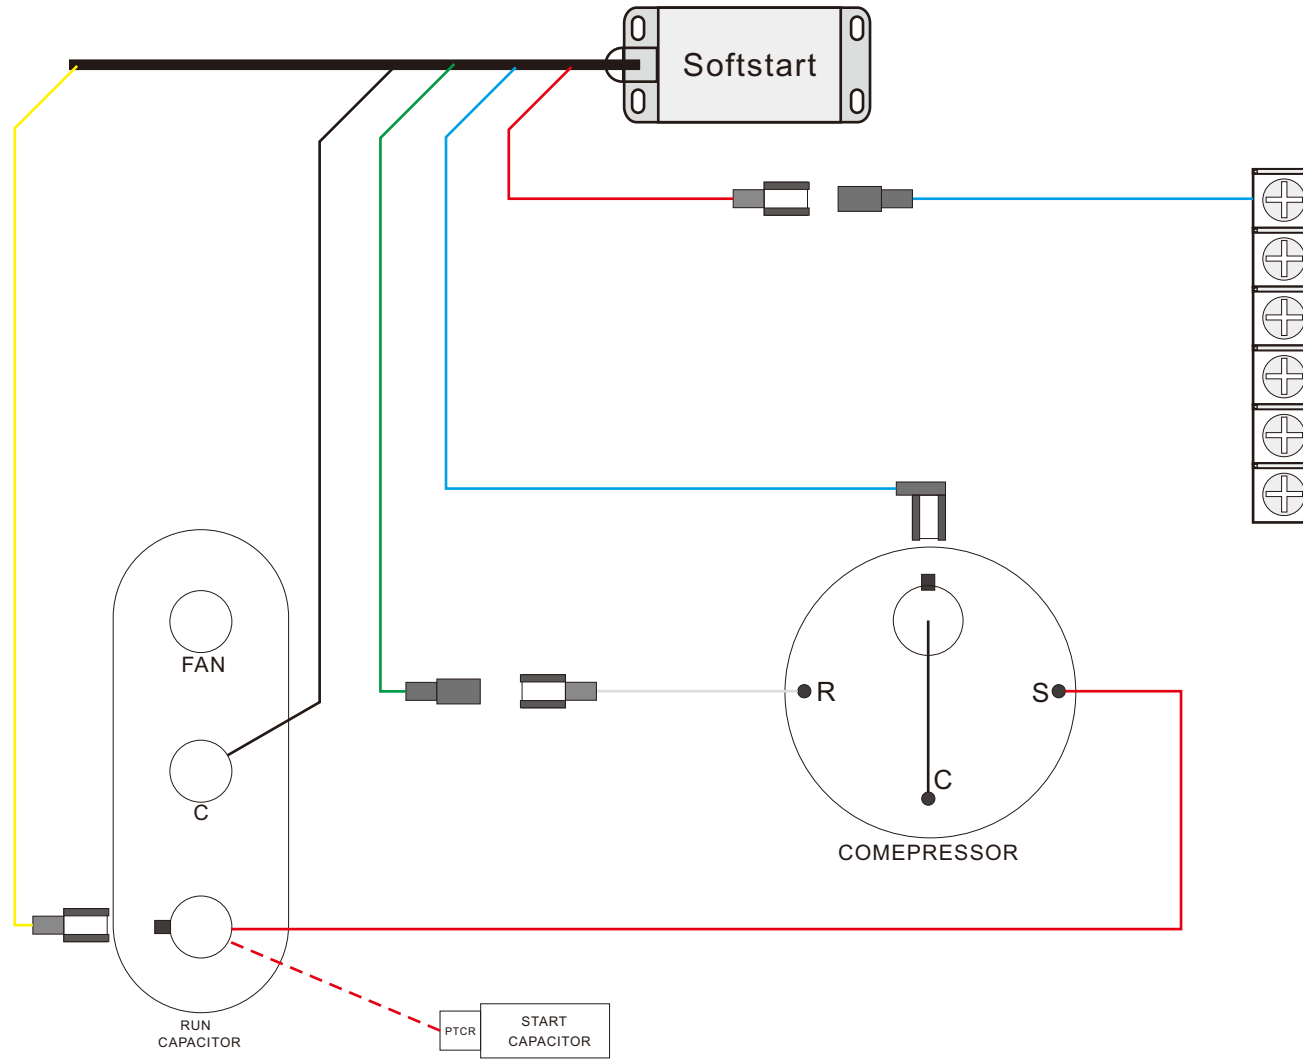 Softstart
FAN
C
R
S
C
COMEPRESSOR
RUN
CAPACITOR
PTCR
START
CAPACITOR